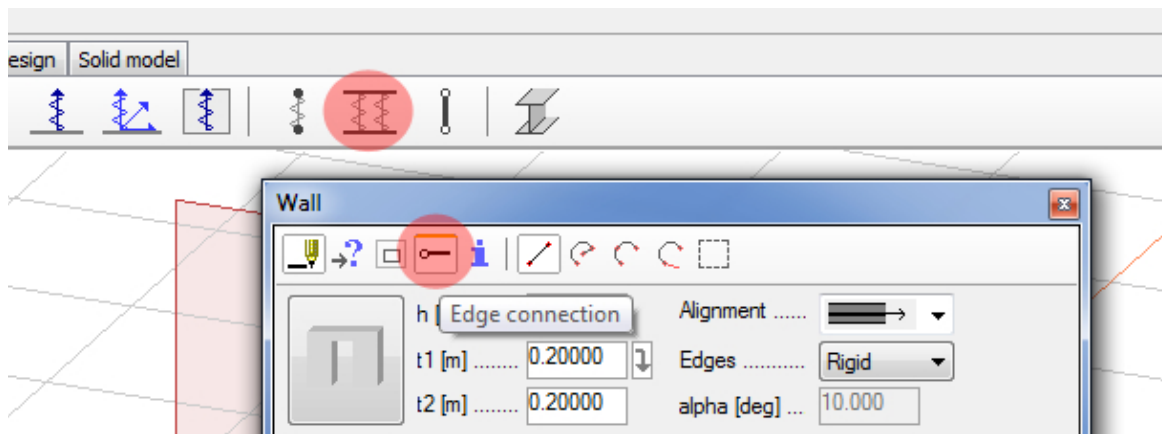 esign Solid model
Wall
h [ Edge connection Alignment ......
t1 [m] ........ 0.20000 Edges ........... Rigid
t2 [m] ........ 0.20000 alpha [deg] ... 10.000